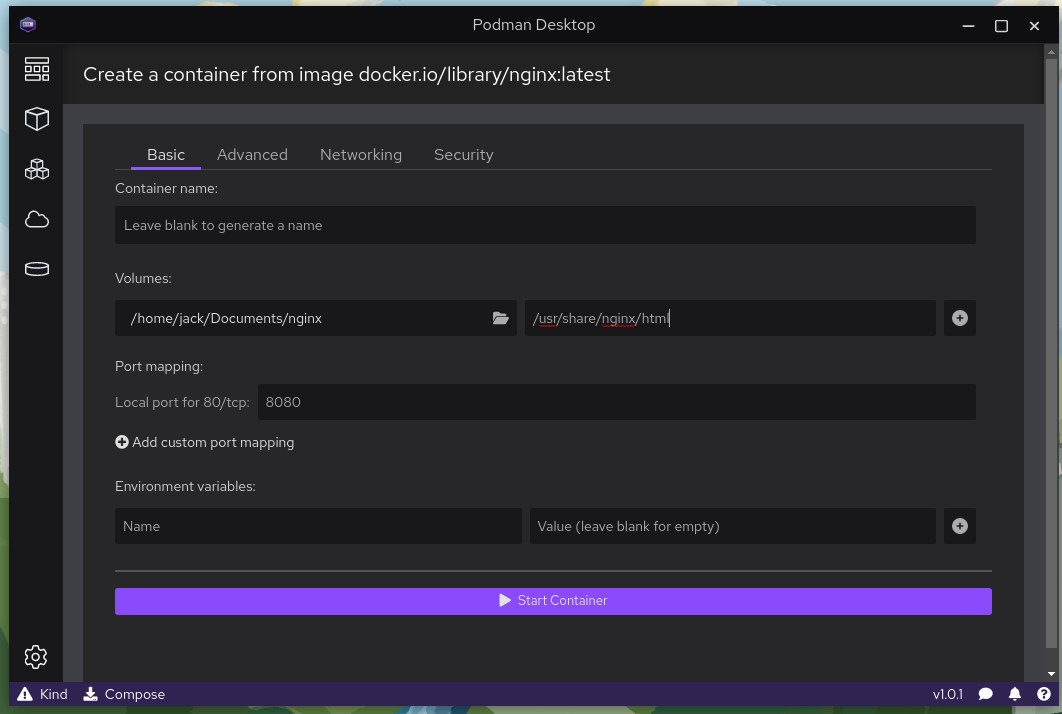 Podman Desktop
Create a container from image docker.io/library/nginx:latest
Basic Advanced Networking Security
Container name:
Leave blank to generate a name
Volumes:
/home/jack/Documents/nginx /usr/share/nginx/html
Port mapping:
Local port for 80/tcp: 8080
Add custom port mapping
Environment variables:
Name Value (leave blank for empty)
Start Container
Kind Compose v1.0.1